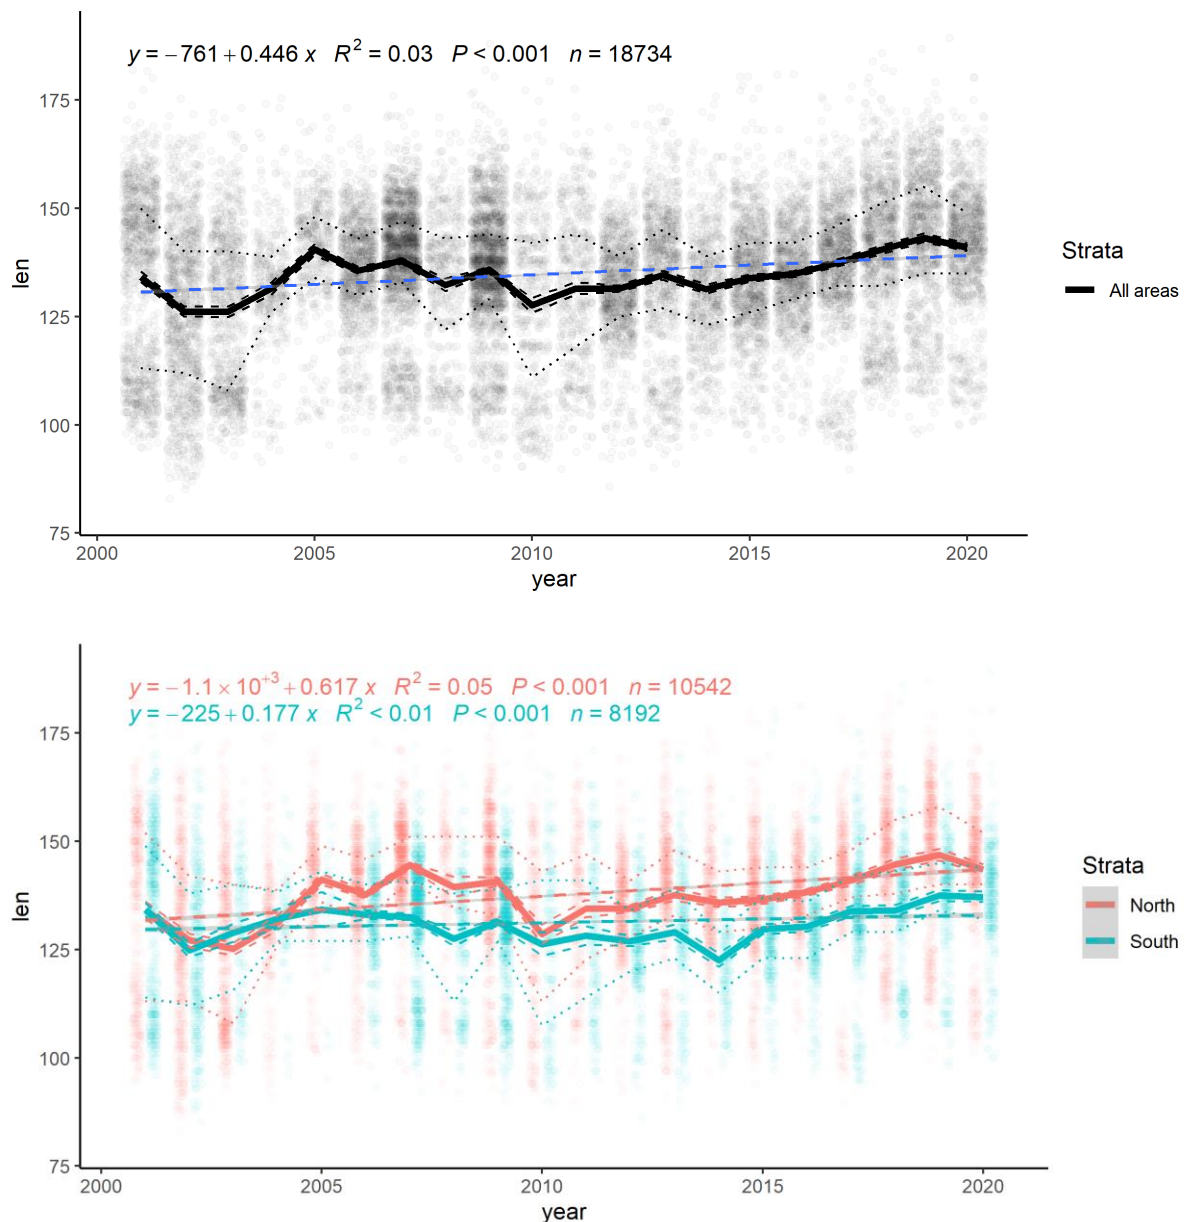 y = −761 + 0.446 x R² = 0.03 P < 0.001 n = 18734
175
150
125
100
75
len
2000 2005 2010 2015 2020
year
Strata
All areas
y = −1.1 × 10⁺³ + 0.617 x R² = 0.05 P < 0.001 n = 10542
y = −225 + 0.177 x R² < 0.01 P < 0.001 n = 8192
175
150
125
100
75
len
2000 2005 2010 2015 2020
year
Strata
North
South